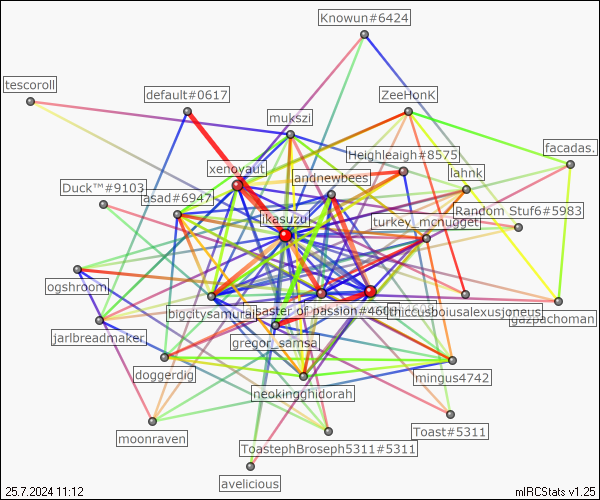 Knowun#6424
tescoroll
default#0617
ZeeHonK
mukszi
facadas.
xenoyaut
Heighleaigh#8575
andnewbees
lahnk
Duck™#9103
asad#6947
Random Stuf6#5983
ikasuzu
turkey_mcnugget
ogshroom
bigcitysamurai
aster of passion#460
thiccusboiusalexusjoneus
gazpachoman
jarlbreadmaker
gregor_samsa
doggerdig
mingus4742
neokingghidorah
moonraven
Toast#5311
ToastephBroseph5311#5311
avelicious
25.7.2024 11:12
mIRCStats v1.25